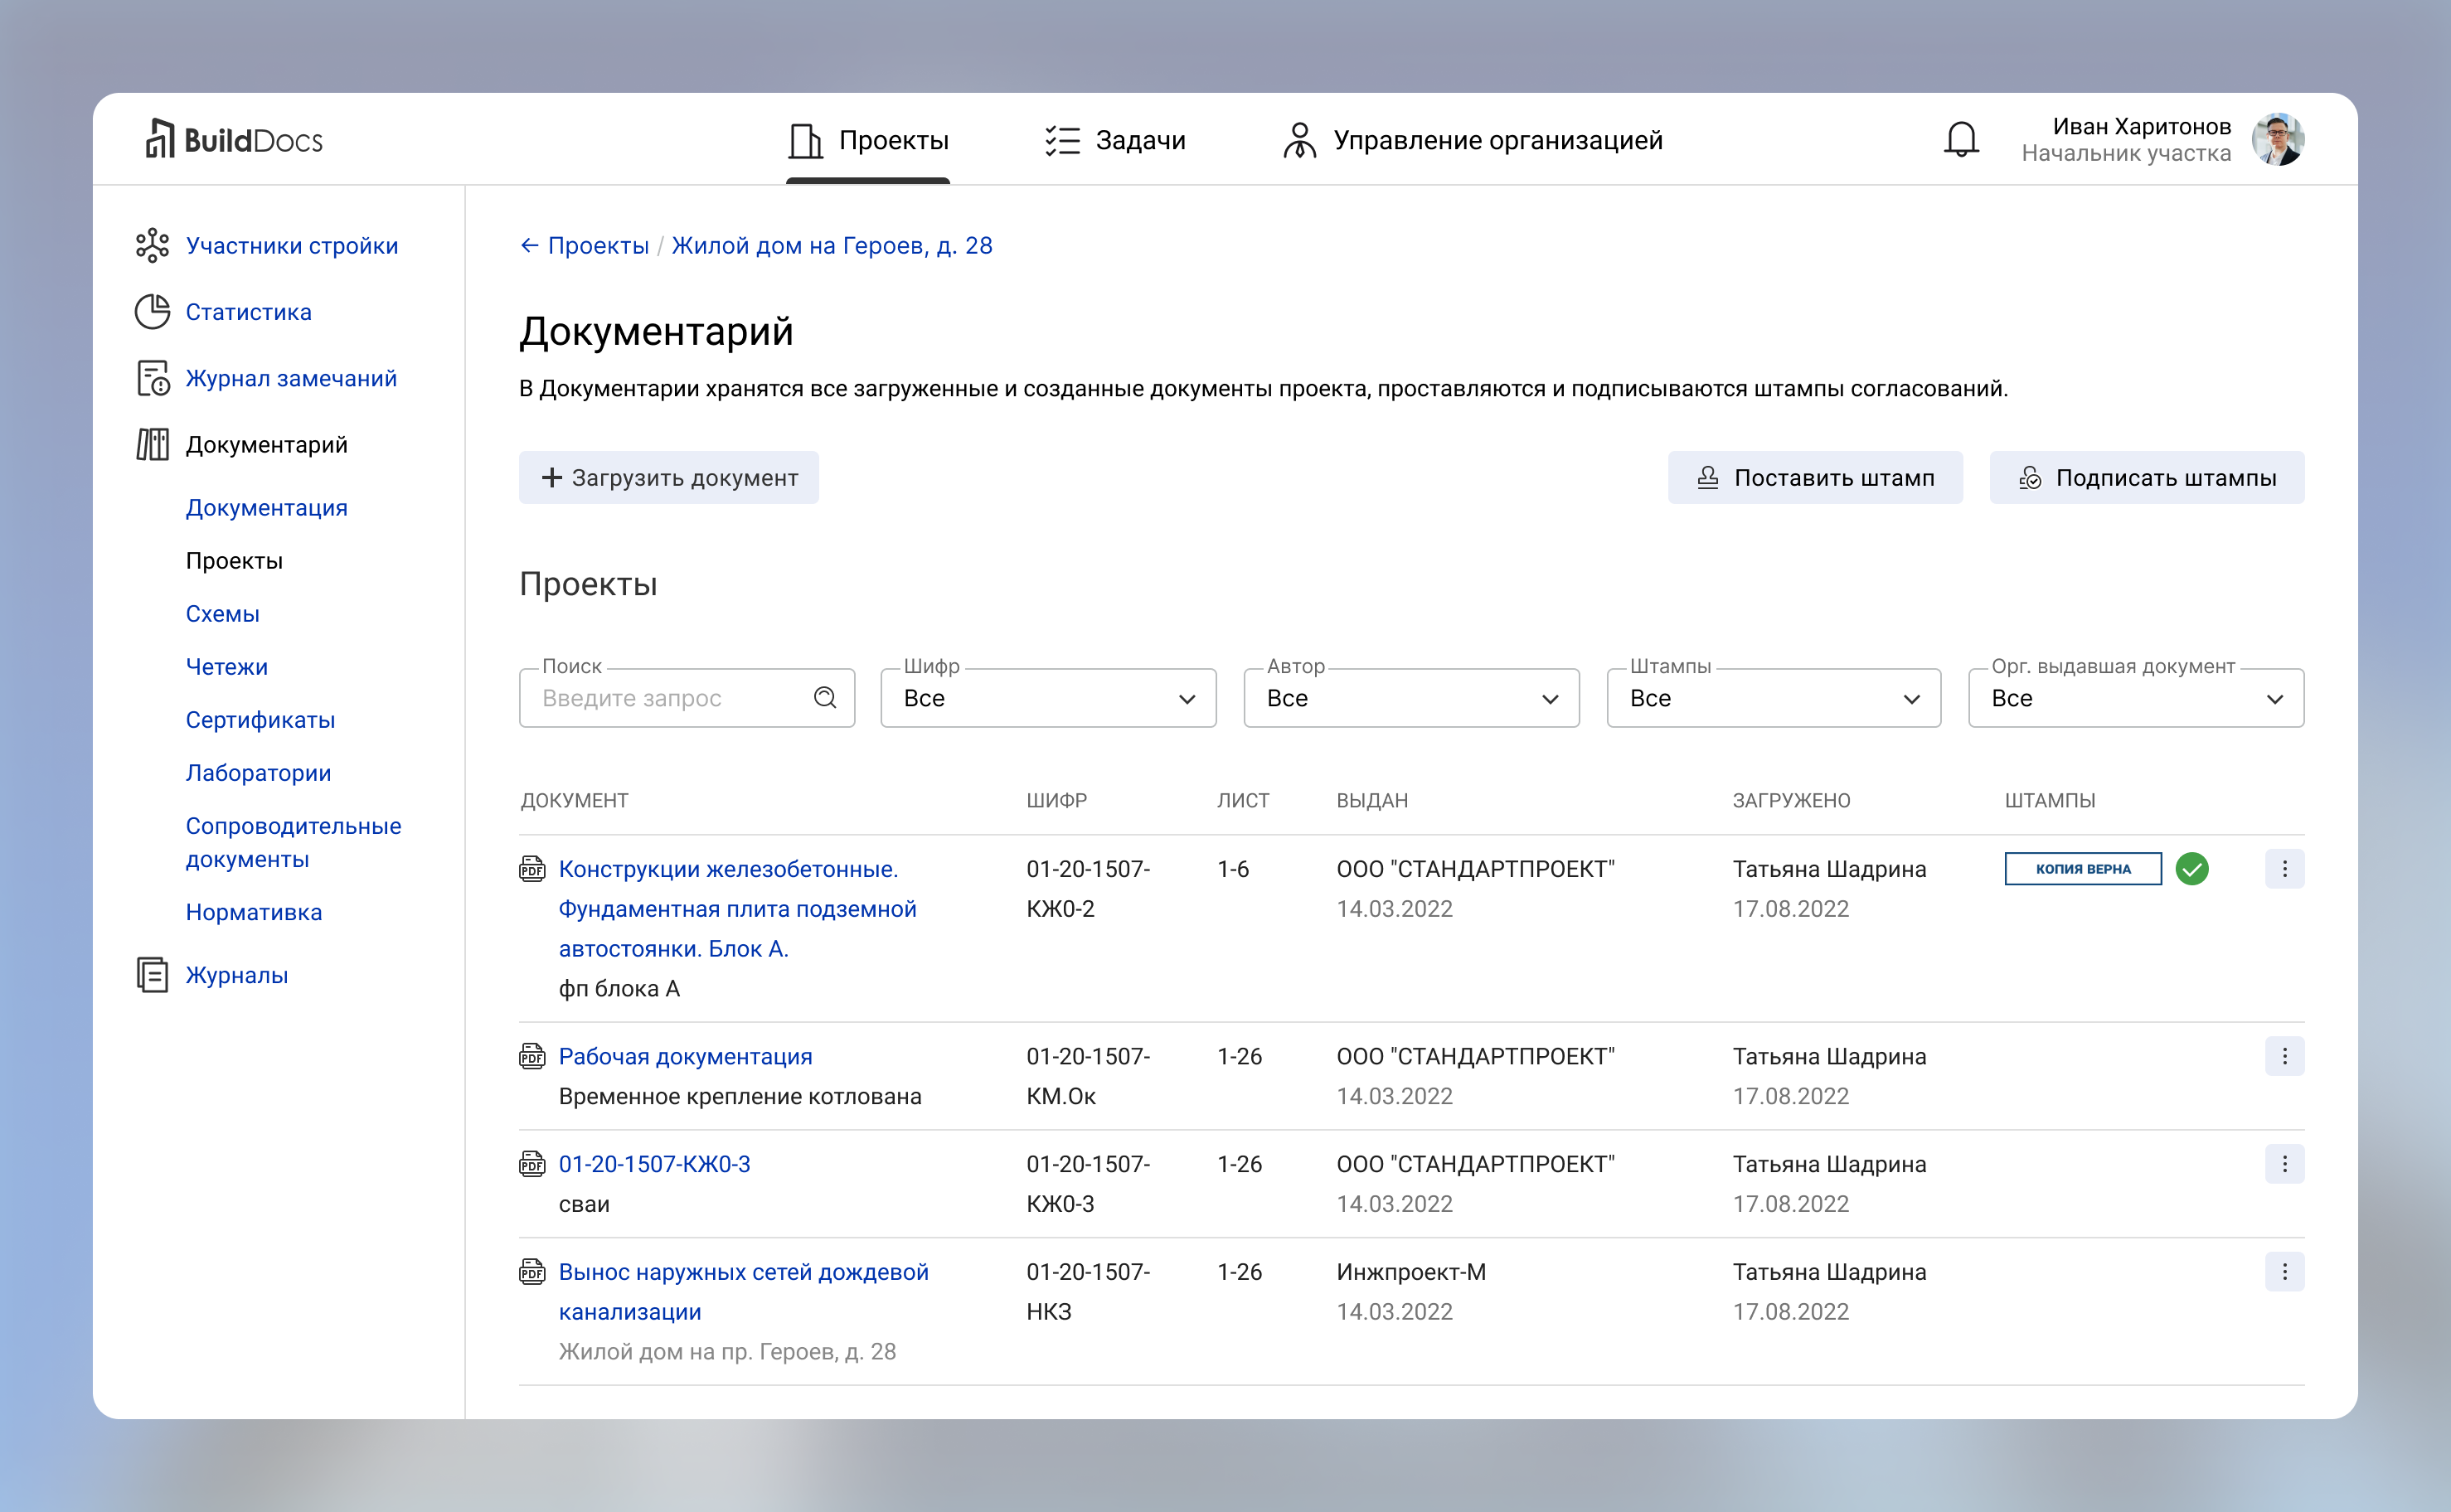 BuildDocs
Проекты
Задачи
Управление организацией
Иван Харитонов
Начальник участка
Участники стройки
Статистика
Журнал замечаний
Документарий
Документация
Проекты
Схемы
Четежи
Сертификаты
Лаборатории
Сопроводительные
документы
Нормативка
Журналы
← Проекты / Жилой дом на Героев, д. 28
Документарий
В Документарии хранятся все загруженные и созданные документы проекта, проставляются и подписываются штампы согласований.
+ Загрузить документ
Поставить штамп
Подписать штампы
Проекты
Поиск
Введите запрос
Шифр
Все
Автор
Все
Штампы
Все
Орг. выдавшая документ
Все
ДОКУМЕНТ ШИФР ЛИСТ ВЫДАН ЗАГРУЖЕНО ШТАМПЫ
PDF Конструкции железобетонные. 01-20-1507- 1-6 ООО "СТАНДАРТПРОЕКТ" Татьяна Шадрина КОПИЯ ВЕРНА
Фундаментная плита подземной КЖ0-2 14.03.2022 17.08.2022
автостоянки. Блок А.
фп блока А
PDF Рабочая документация 01-20-1507- 1-26 ООО "СТАНДАРТПРОЕКТ" Татьяна Шадрина
Временное крепление котлована КМ.Ок 14.03.2022 17.08.2022
PDF 01-20-1507-КЖ0-3 01-20-1507- 1-26 ООО "СТАНДАРТПРОЕКТ" Татьяна Шадрина
сваи КЖ0-3 14.03.2022 17.08.2022
PDF Вынос наружных сетей дождевой 01-20-1507- 1-26 Инжпроект-М Татьяна Шадрина
канализации НКЗ 14.03.2022 17.08.2022
Жилой дом на пр. Героев, д. 28